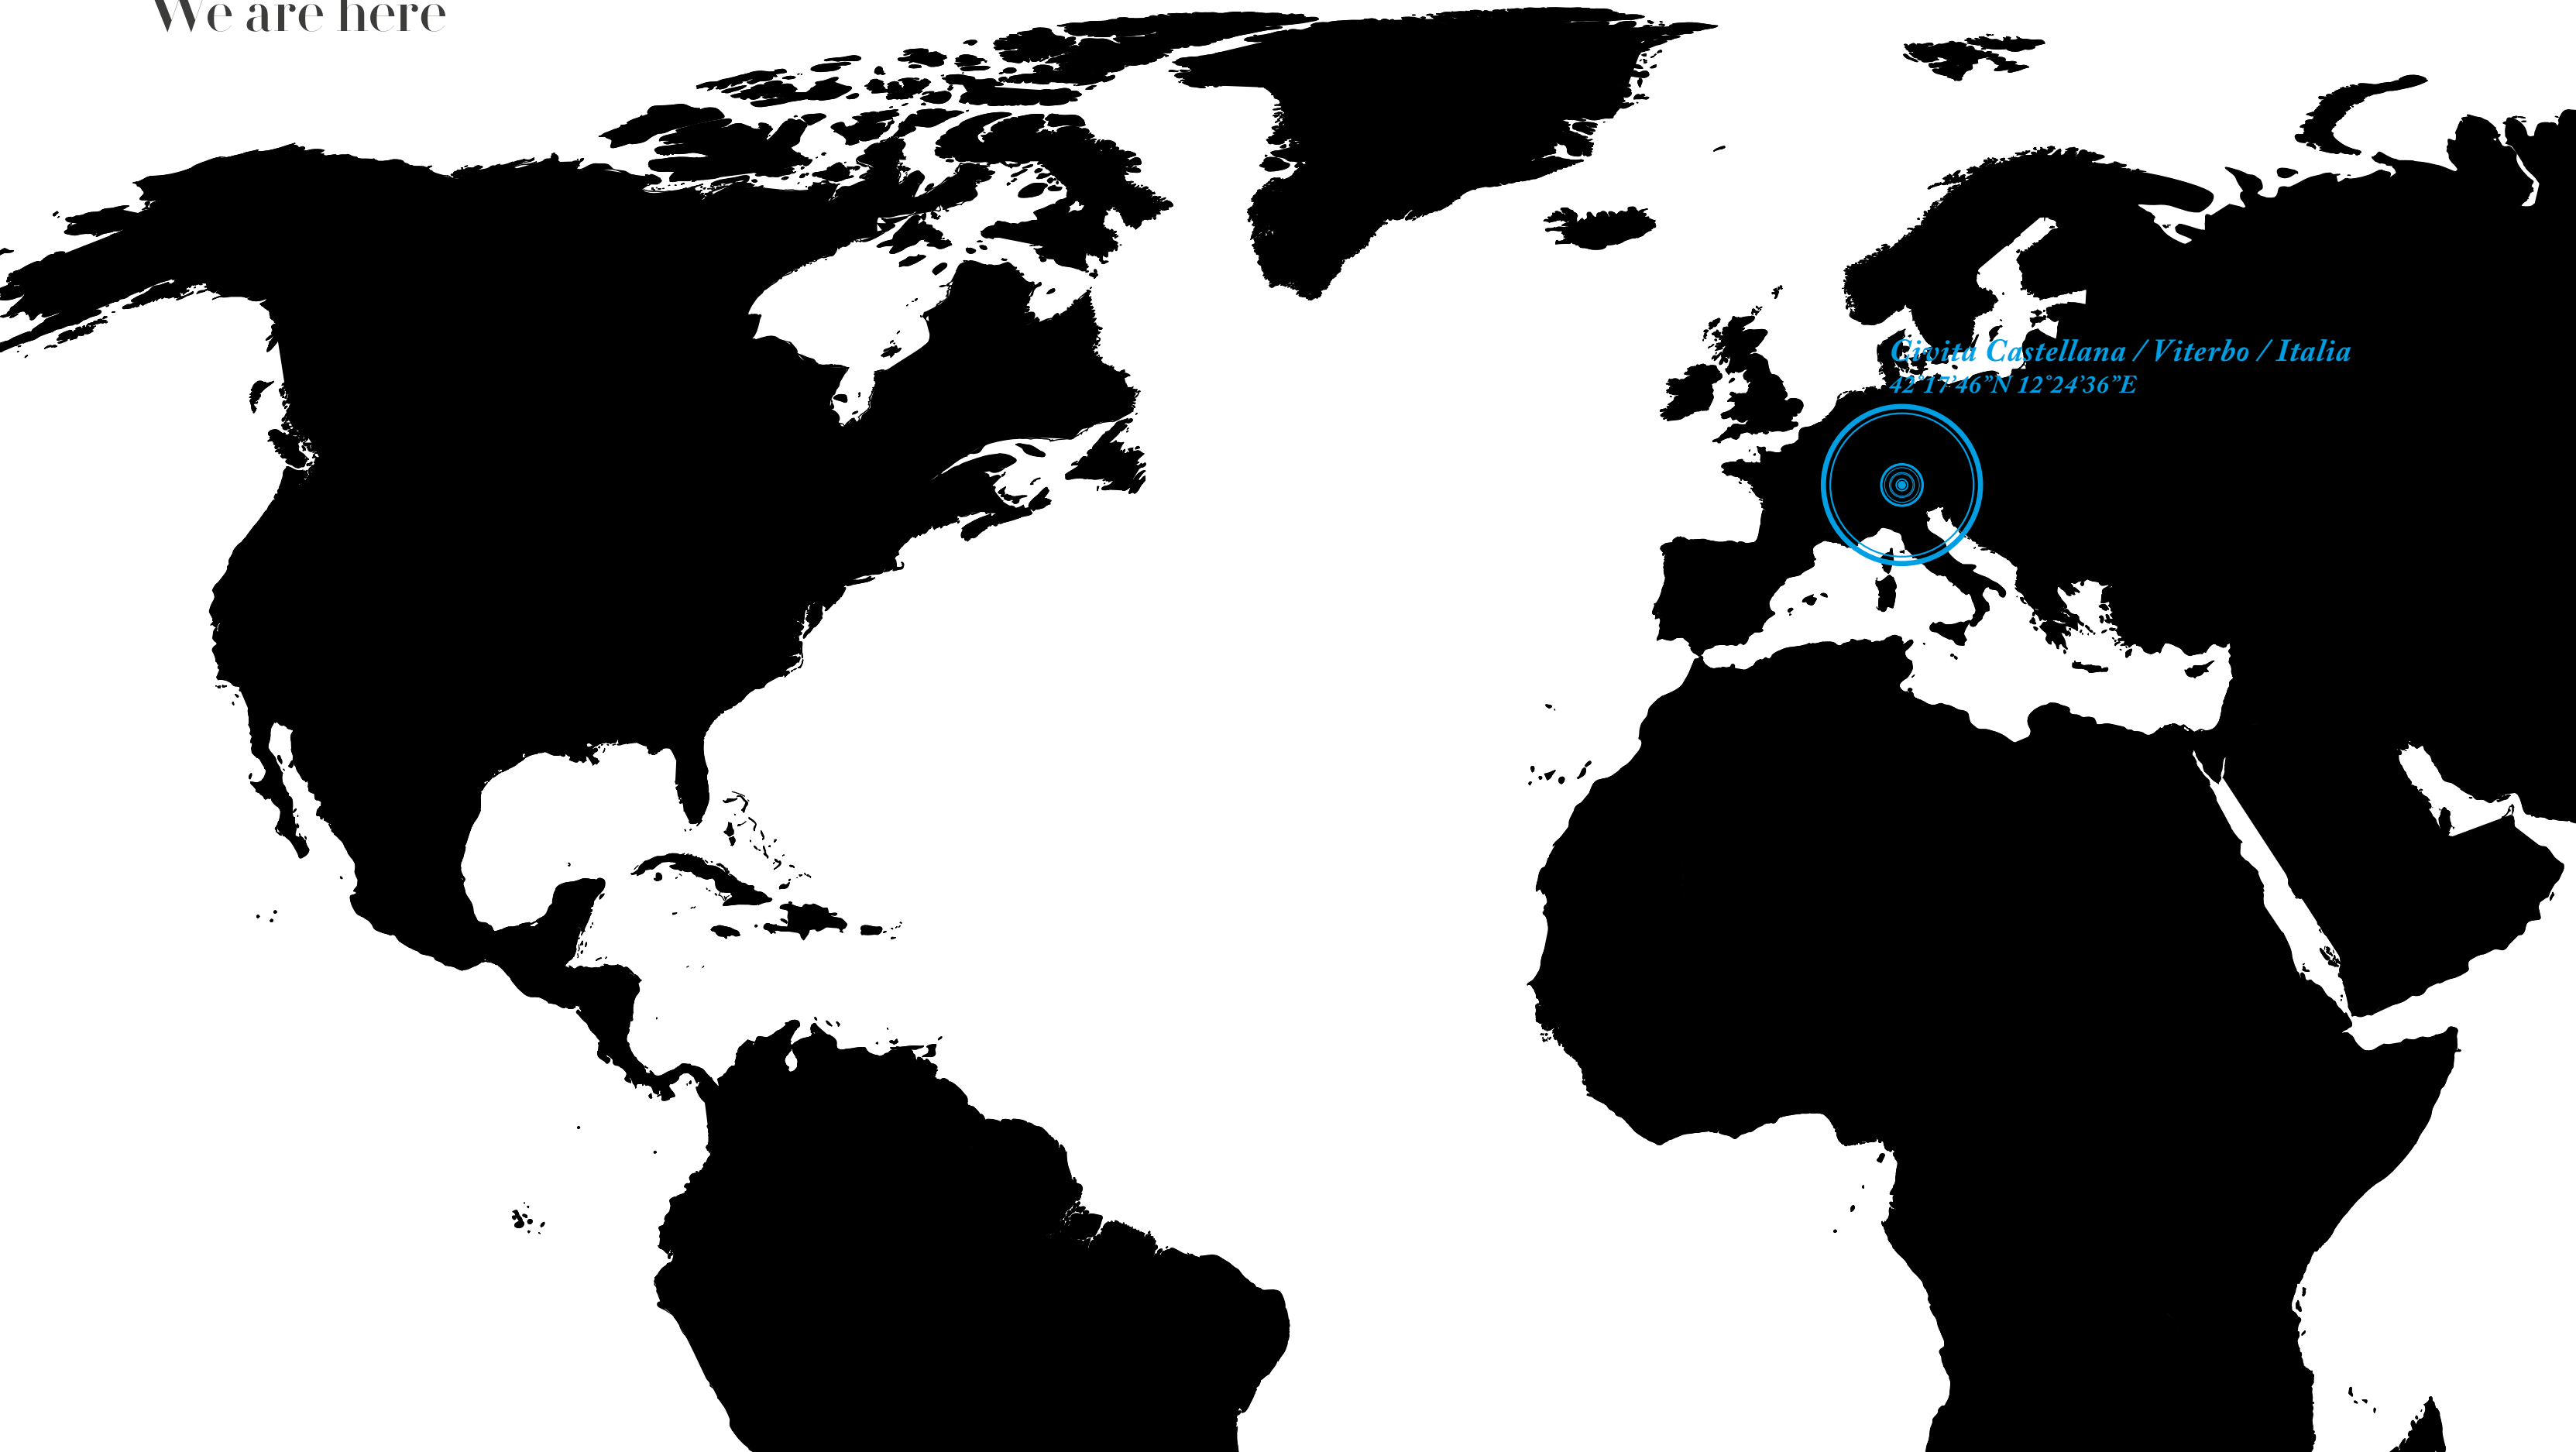 We are here
Civita Castellana / Viterbo / Italia
42°17’46”N 12°24’36”E